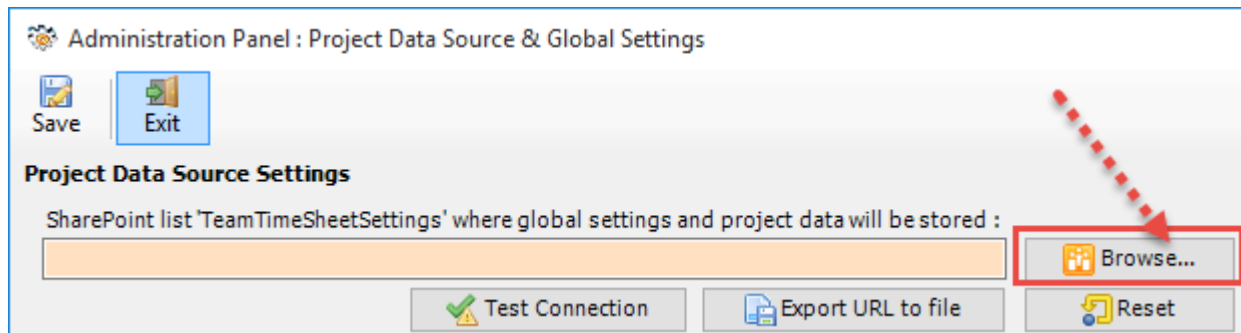 Administration Panel : Project Data Source & Global Settings
Save
Exit
Project Data Source Settings
SharePoint list 'TeamTimeSheetSettings' where global settings and project data will be stored :
Browse...
Test Connection
Export URL to file
Reset